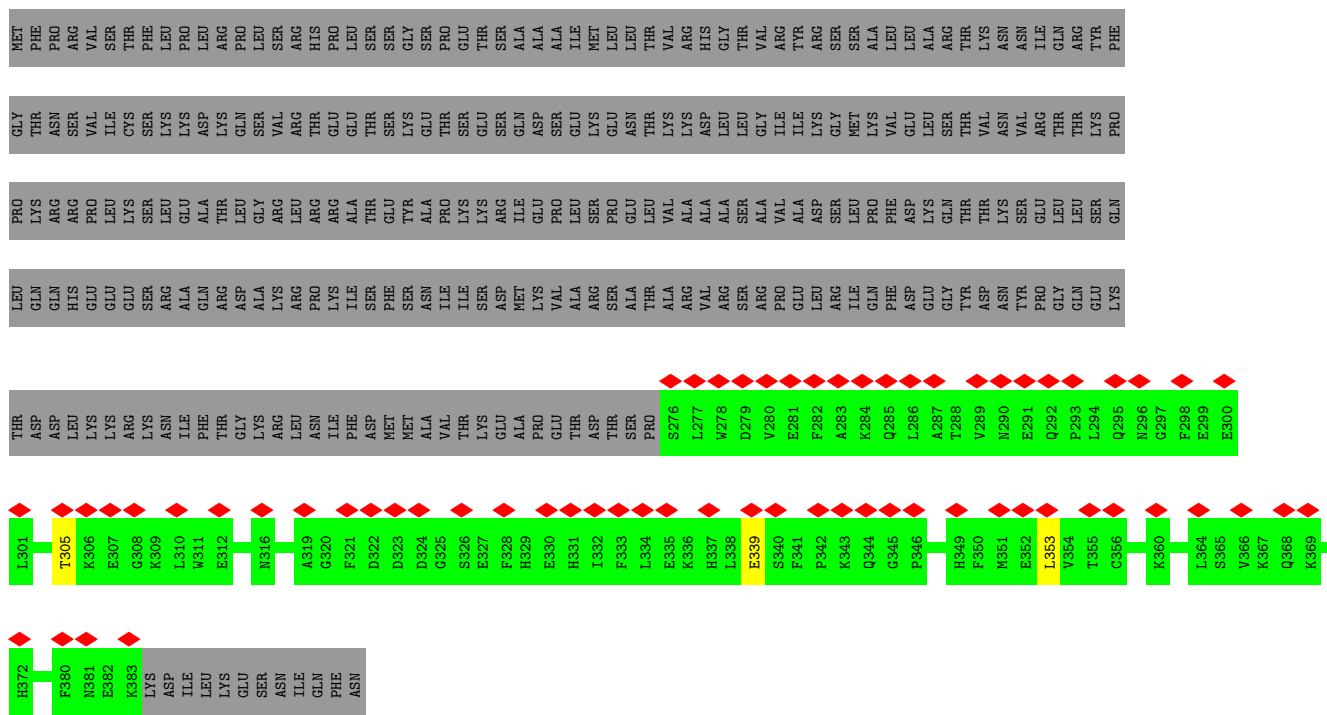 MET PHE PRO ARG VAL SER THR PHE LEU PRO LEU ARG PRO LEU SER ARG HIS PRO LEU SER SER GLY SER PRO GLU THR SER ALA ALA ALA ILE MET LEU LEU THR VAL ARG HIS GLY THR VAL ARG TYR ARG SER SER ALA LEU LEU ALA ARG THR LYS ASN ASN ILE GLN ARG TYR PHE
GLY THR ASN SER VAL ILE CYS SER LYS LYS ASP LYS GLN SER VAL ARG THR GLU GLU THR SER LYS GLU THR SER GLU SER GLN ASP SER GLU LYS GLU ASN THR LYS LYS ASP LEU LEU GLY ILE ILE LYS GLY MET LYS VAL GLU LEU SER THR VAL ASN VAL ARG THR THR LYS PRO
PRO LYS ARG ARG PRO LEU LYS SER LEU GLU ALA THR LEU GLY ARG LEU ARG ARG ALA THR GLU TYR ALA PRO LYS LYS ARG ILE GLU PRO LEU SER PRO GLU LEU VAL ALA ALA ALA SER ALA VAL ALA ASP SER LEU PRO PHE ASP LYS GLN THR THR LYS SER GLU LEU LEU SER GLN
LEU GLN GLN HIS GLU GLU GLU SER ARG ALA GLN ARG ASP ALA LYS ARG PRO LYS ILE SER PHE SER ASN ILE ILE SER ASP MET LYS VAL ALA ARG SER ALA THR ALA ARG VAL ARG SER ARG PRO GLU LEU ARG ILE GLN PHE ASP GLU GLY TYR ASP ASN TYR PRO GLY GLN GLU LYS
THR ASP ASP LEU LYS LYS ARG LYS ASN ILE PHE THR GLY LYS ARG LEU ASN ILE PHE ASP MET MET ALA VAL THR LYS GLU ALA PRO GLU THR ASP THR SER PRO S276 L277 W278 D279 V280 E281 F282 A283 K284 Q285 L286 A287 T288 V289 N290 E291 Q292 P293 L294 Q295 N296 G297 F298 E299 E300
L301 T305 K306 E307 G308 K309 L310 W311 E312 N316 A319 G320 F321 D322 D323 D324 G325 S326 E327 F328 H329 E330 H331 I332 F333 L334 E335 K336 H337 L338 E339 S340 F341 P342 K343 Q344 G345 P346 H349 F350 M351 E352 L353 V354 T355 C356 K360 L364 S365 V366 K367 Q368 K369
H372 F380 N381 E382 K383 LYS ASP ILE LEU LYS GLU SER ASN ILE GLN PHE ASN